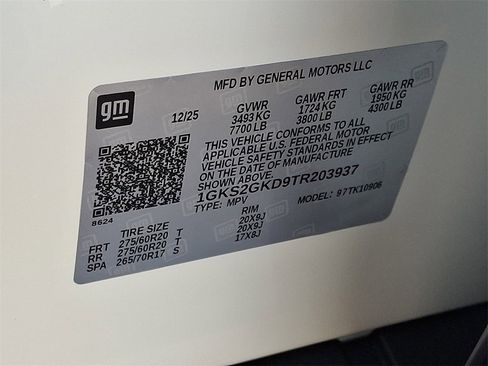 MFD BY GENERAL MOTORS LLC
gm
12/25
GVWR GAWR FRT GAWR RR
3493 KG 1724 KG 1950 KG
7700 LB 3800 LB 4300 LB
THIS VEHICLE CONFORMS TO ALL
APPLICABLE U.S. FEDERAL MOTOR
VEHICLE SAFETY STANDARDS IN EFFECT
ON THE DATE OF MANUFACTURE
SHOWN ABOVE.
1GKS2GKD9TR203937
TYPE: MPV MODEL: 97TK10906
8624
TIRE SIZE RIM
FRT 275/60R20 T 20X9J
RR 275/60R20 T 20X9J
SPA 265/70R17 S 17X8J